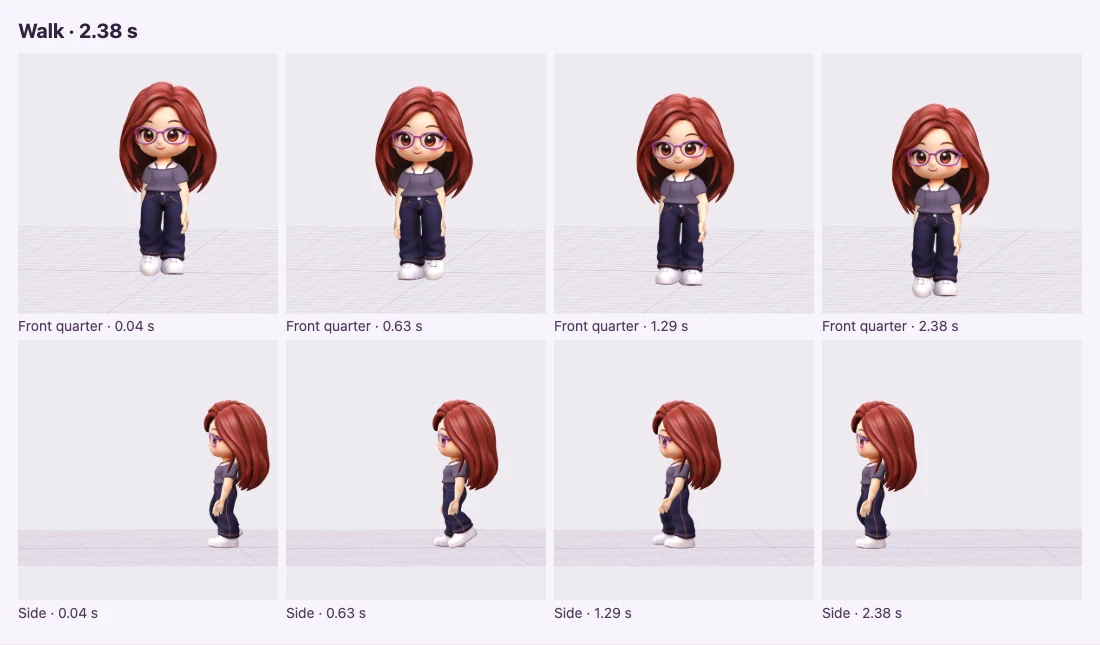 Walk · 2.38 s
Front quarter · 0.04 s
Front quarter · 0.63 s
Front quarter · 1.29 s
Front quarter · 2.38 s
Side · 0.04 s
Side · 0.63 s
Side · 1.29 s
Side · 2.38 s